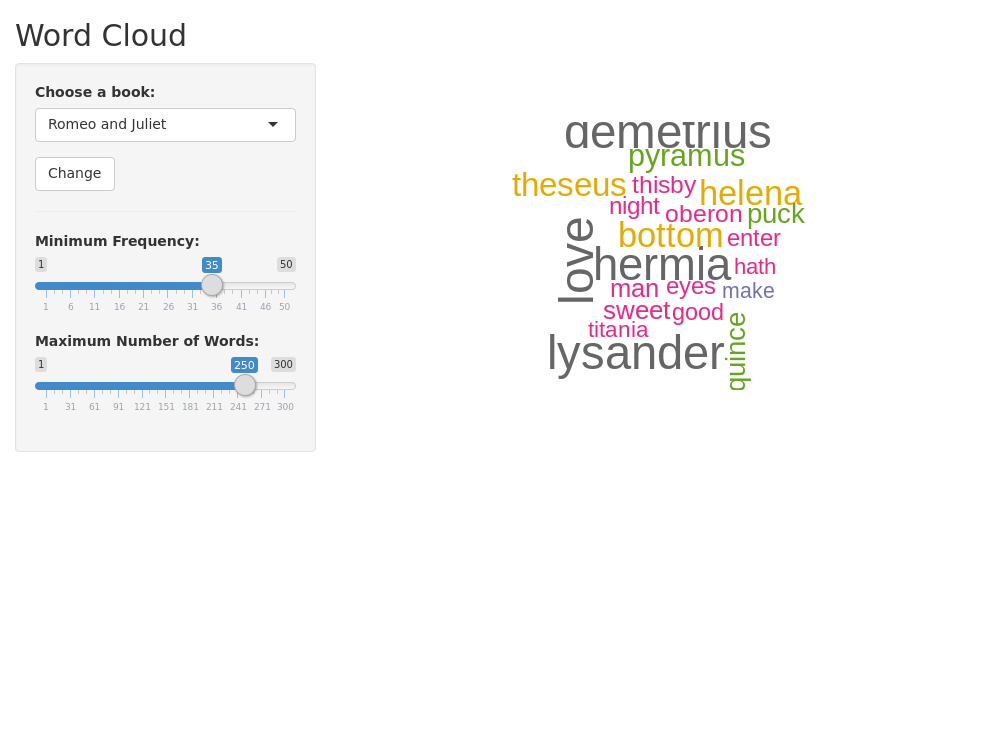 Word Cloud
Choose a book:
Romeo and Juliet
Change
Minimum Frequency:
1 35 50
1 6 11 16 21 26 31 36 41 46 50
Maximum Number of Words:
1 250 300
1 31 61 91 121 151 181 211 241 271 300
demetrius
pyramus
theseus thisby helena
night oberon puck
bottom enter
love hermia hath
man eyes make
sweet good
titania
lysander quince